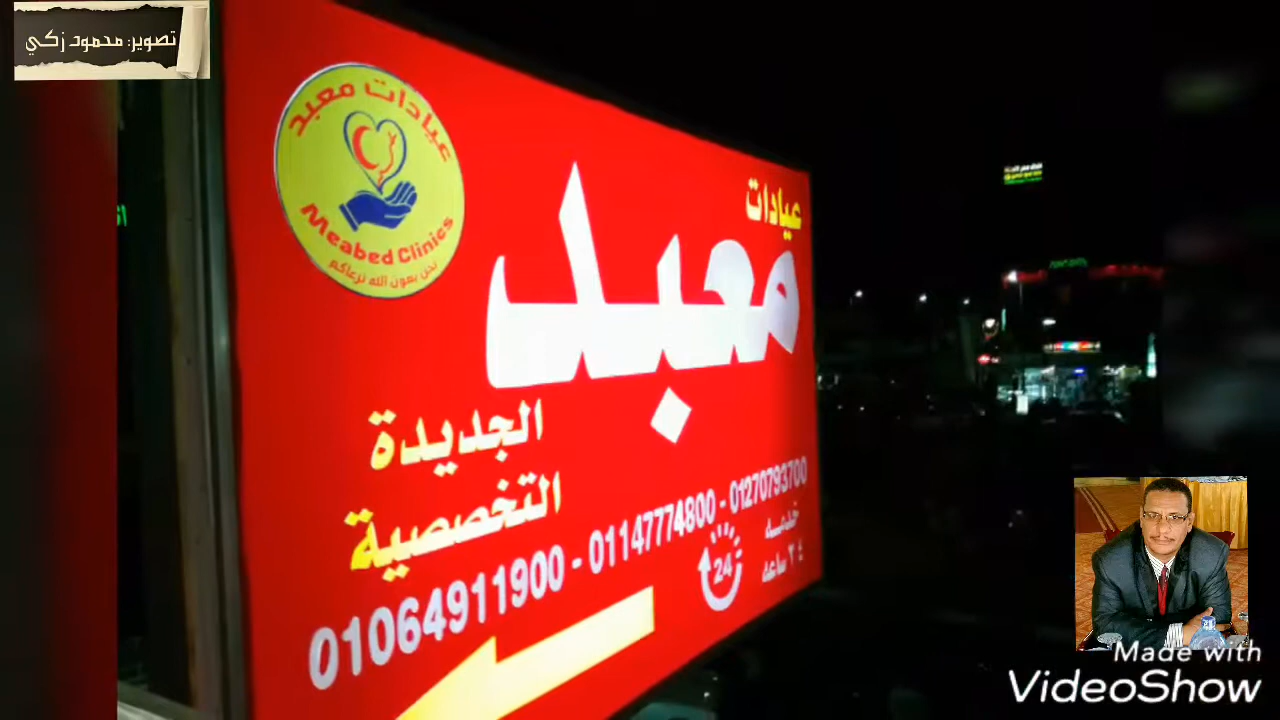 تصوير: محمود زكي
عيادات معبد
Meabed Clinics
نحن بعون الله نرعاكم
عيادات
معبد
الجديدة
التخصصية
01064911900 - 01147774800 - 01270793700
24
خدمة
٢٤ ساعة
Made with
VideoShow